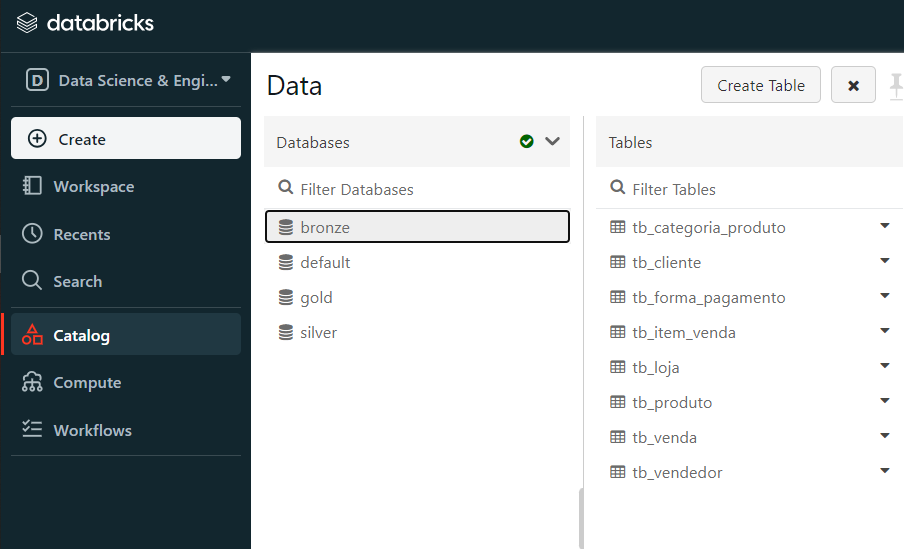 databricks
D Data Science & Engi...
Create
Workspace
Recents
Search
Catalog
Compute
Workflows
Data
Create Table
Databases
Filter Databases
bronze
default
gold
silver
Tables
Filter Tables
tb_categoria_produto
tb_cliente
tb_forma_pagamento
tb_item_venda
tb_loja
tb_produto
tb_venda
tb_vendedor